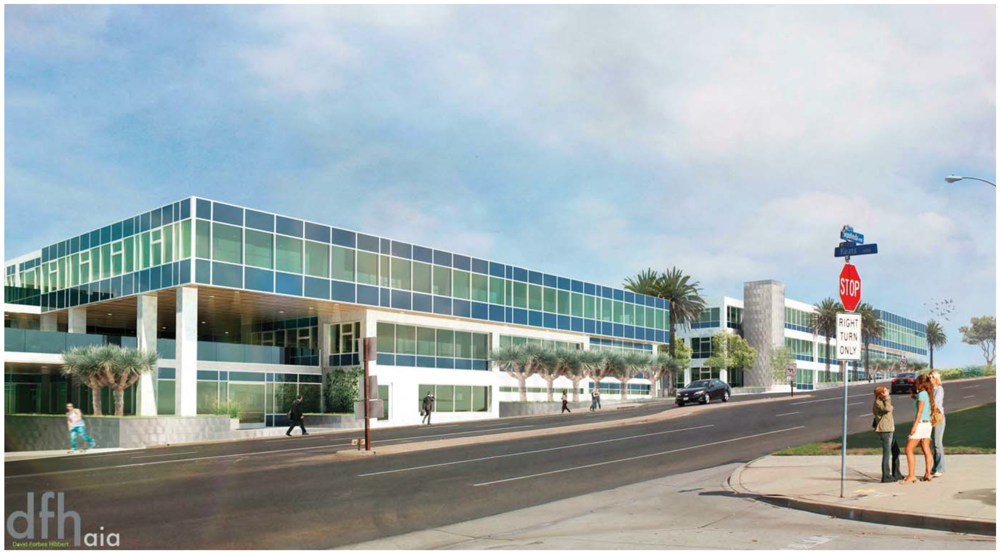 Sepulveda
Keats
STOP
RIGHT
TURN
ONLY
dfh aia
David Forbes Hibbert